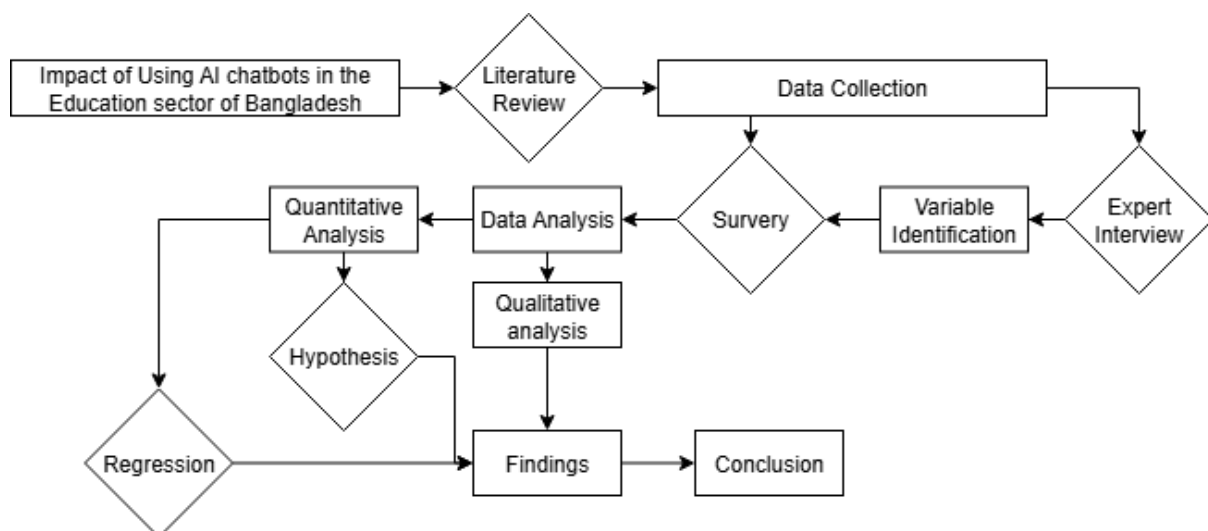 Impact of Using AI chatbots in the
Education sector of Bangladesh
Literature
Review
Data Collection
Quantitative
Analysis
Data Analysis
Survery
Variable
Identification
Expert
Interview
Qualitative
analysis
Hypothesis
Regression
Findings
Conclusion